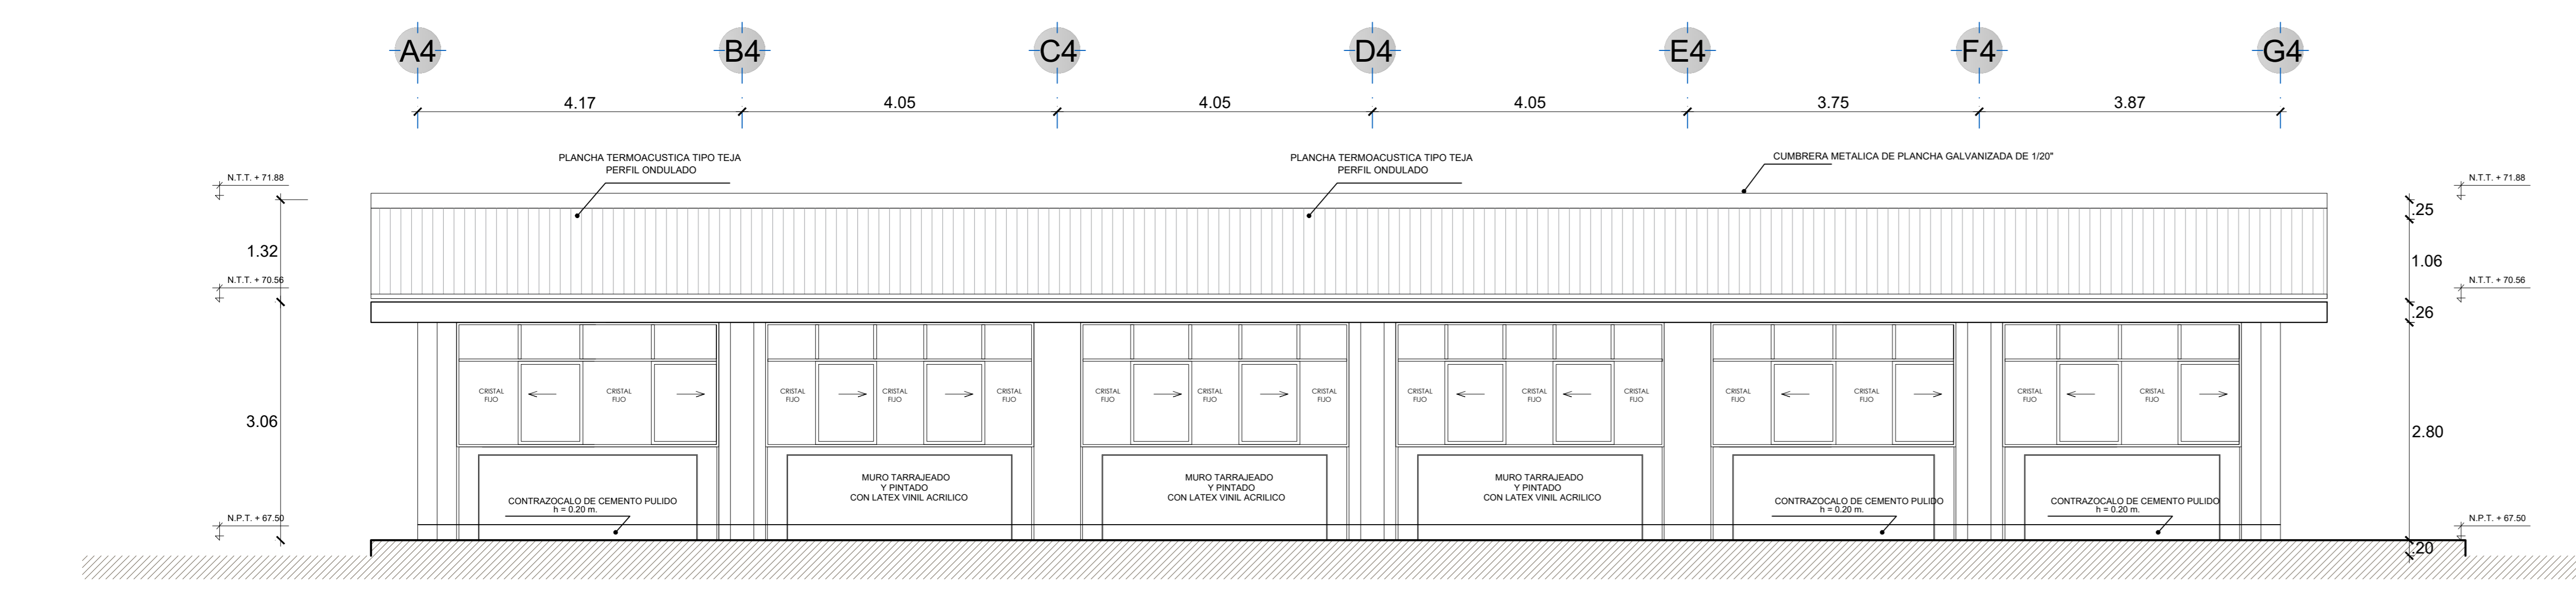 A4 B4 C4 D4 E4 F4 G4
4.17 4.05 4.05 4.05 3.75 3.87
PLANCHA TERMOACUSTICA TIPO TEJA
PERFIL ONDULADO
PLANCHA TERMOACUSTICA TIPO TEJA
PERFIL ONDULADO
CUMBRERA METALICA DE PLANCHA GALVANIZADA DE 1/20"
N.T.T. + 71.88
N.T.T. + 71.88
.25
1.32
1.06
N.T.T. + 70.56
N.T.T. + 70.56
.26
CRISTAL
FIJO
CRISTAL
FIJO
CRISTAL
FIJO
CRISTAL
FIJO
CRISTAL
FIJO
CRISTAL
FIJO
CRISTAL
FIJO
CRISTAL
FIJO
CRISTAL
FIJO
CRISTAL
FIJO
CRISTAL
FIJO
CRISTAL
FIJO
CRISTAL
FIJO
CRISTAL
FIJO
CRISTAL
FIJO
3.06
2.80
CONTRAZOCALO DE CEMENTO PULIDO
h = 0.20 m.
MURO TARRAJEADO
Y PINTADO
CON LATEX VINIL ACRILICO
MURO TARRAJEADO
Y PINTADO
CON LATEX VINIL ACRILICO
MURO TARRAJEADO
Y PINTADO
CON LATEX VINIL ACRILICO
CONTRAZOCALO DE CEMENTO PULIDO
h = 0.20 m.
CONTRAZOCALO DE CEMENTO PULIDO
h = 0.20 m.
N.P.T. + 67.50
N.P.T. + 67.50
.20